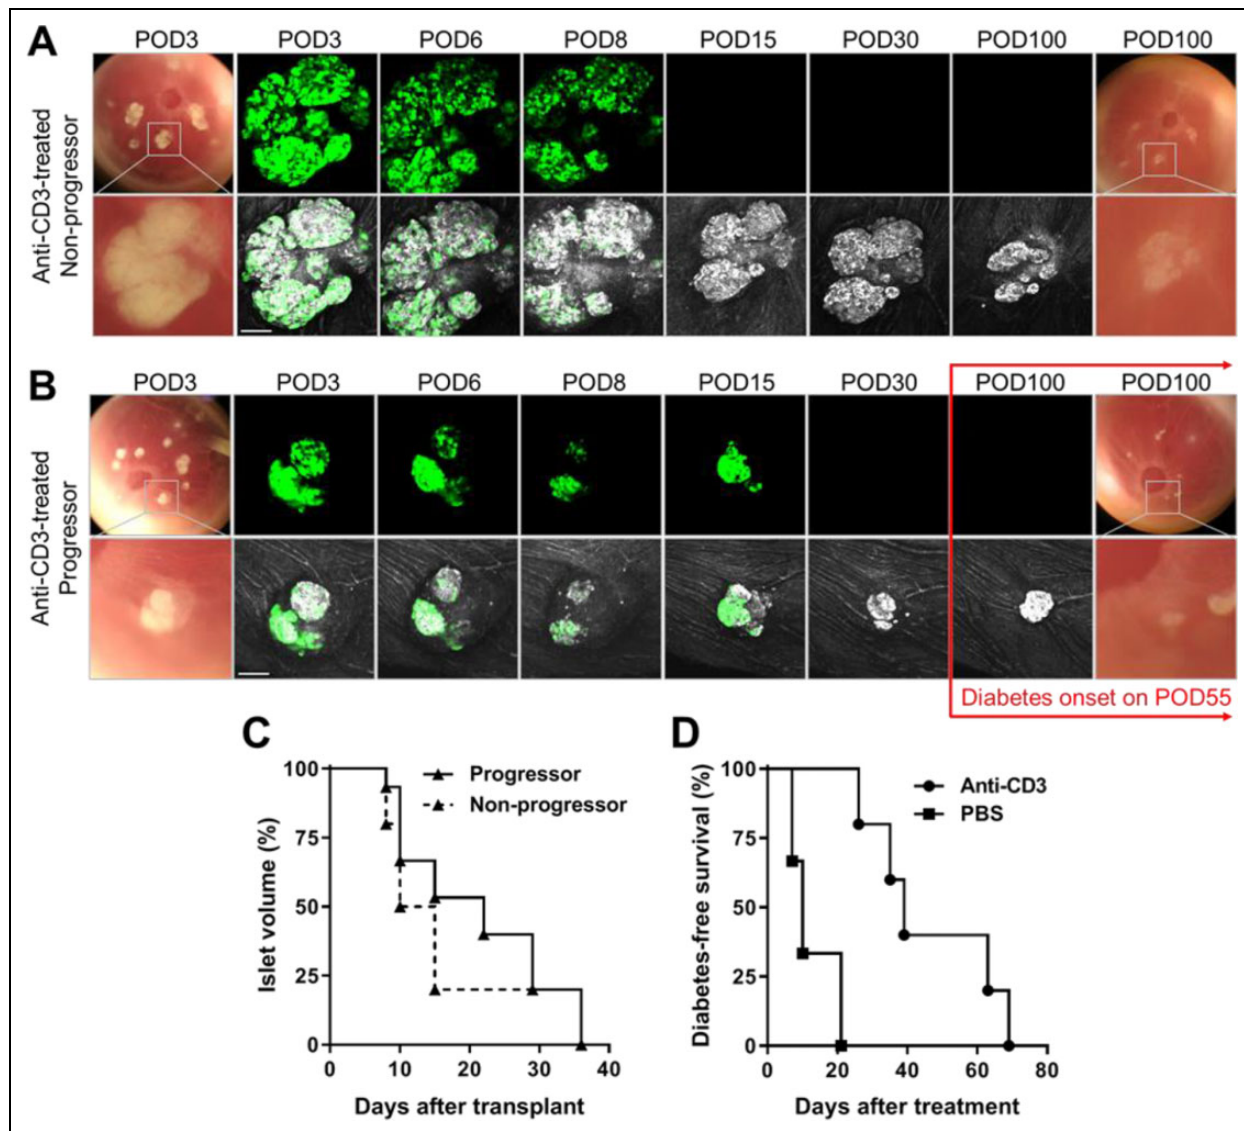 A
POD3 POD3 POD6 POD8 POD15 POD30 POD100 POD100
Anti-CD3-treated
Non-progressor
B
POD3 POD3 POD6 POD8 POD15 POD30 POD100 POD100
Anti-CD3-treated
Progressor
Diabetes onset on POD55
C
Progressor
Non-progressor
Islet volume (%)
100
75
50
25
0
0 10 20 30 40
Days after transplant
D
Anti-CD3
PBS
Diabetes-free survival (%)
100
75
50
25
0
0 20 40 60 80
Days after treatment